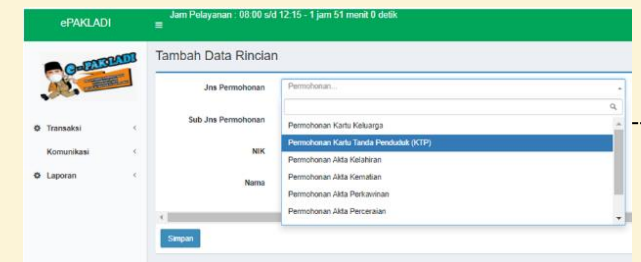 ePAKLADI
Jam Pelayanan : 08:00 s/d 12:15 - 1 jam 51 menit 0 detik
E-PAKLADI
Tambah Data Rincian
Jns Permohonan
Permohonan...
Sub Jns Permohonan
Permohonan Kartu Keluarga
Transaksi
Permohonan Kartu Tanda Penduduk (KTP)
Komunikasi
NIK
Permohonan Akta Kelahiran
Laporan
Permohonan Akta Kematian
Nama
Permohonan Akta Perkawinan
Permohonan Akta Perceraian
Simpan